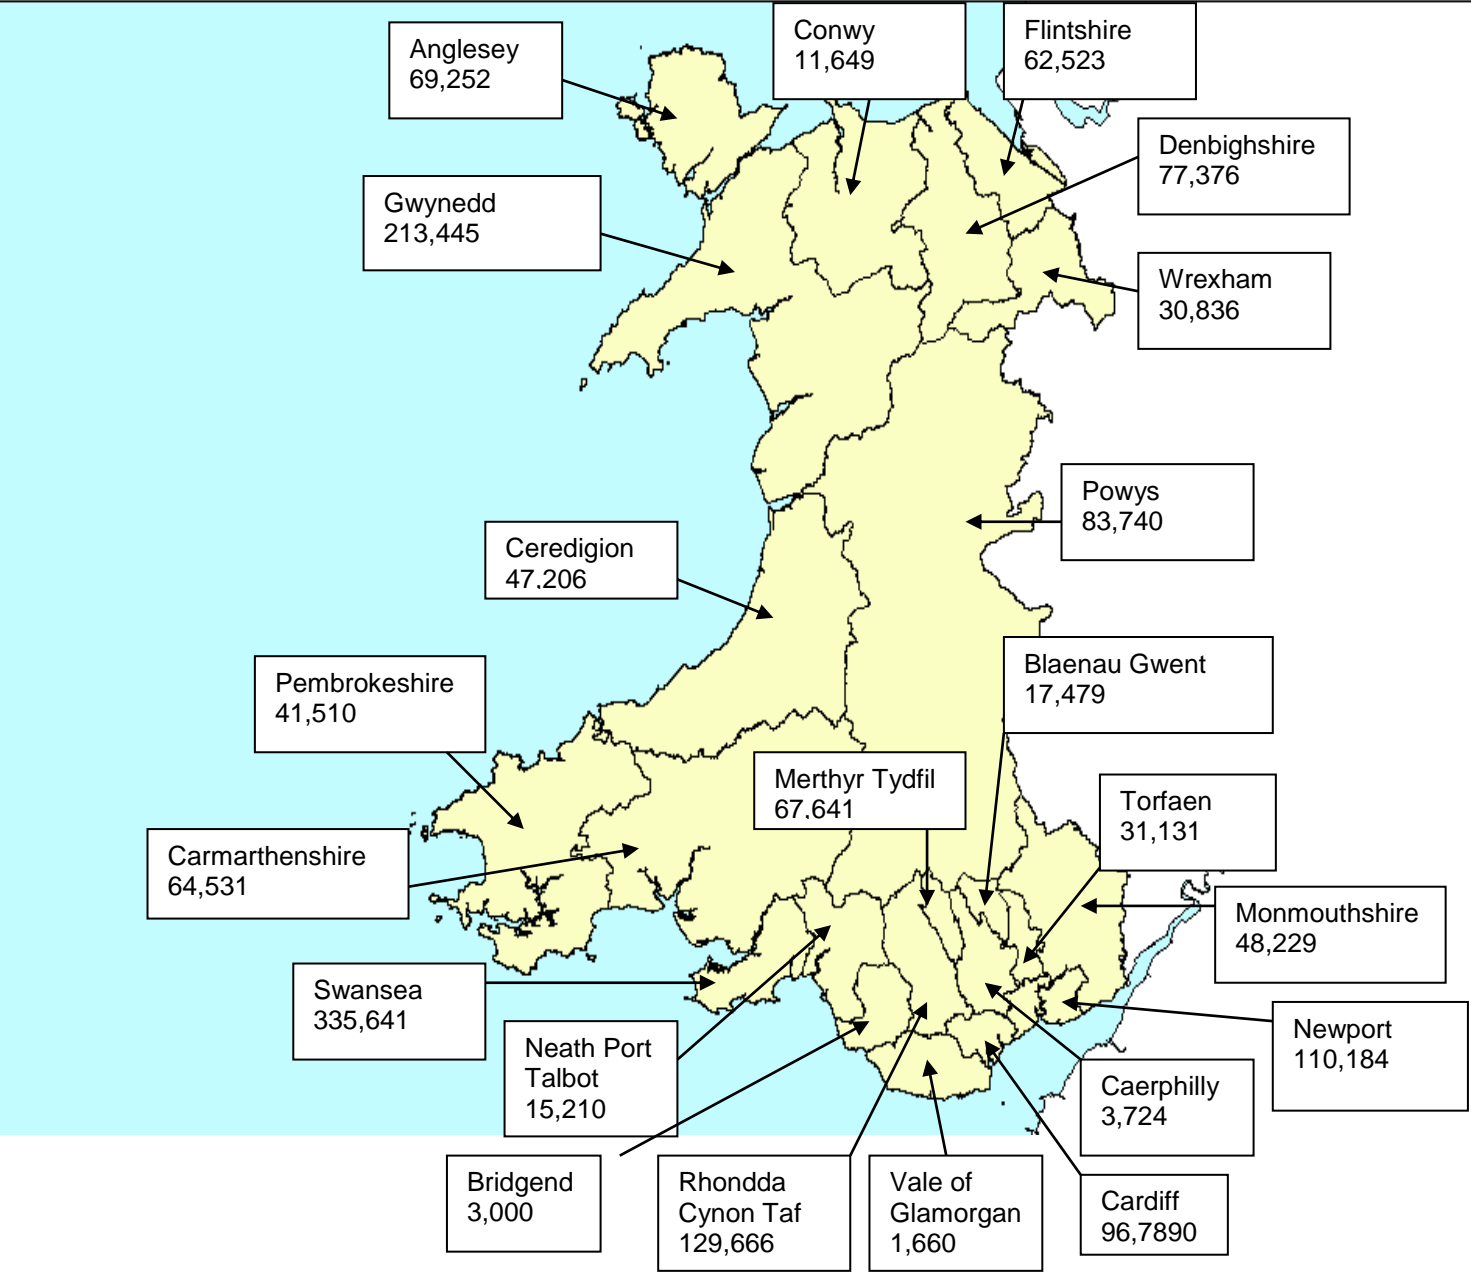 Anglesey
69,252
Conwy
11,649
Flintshire
62,523
Denbighshire
77,376
Gwynedd
213,445
Wrexham
30,836
Powys
83,740
Ceredigion
47,206
Blaenau Gwent
17,479
Pembrokeshire
41,510
Merthyr Tydfil
67,641
Torfaen
31,131
Carmarthenshire
64,531
Monmouthshire
48,229
Swansea
335,641
Neath Port
Talbot
15,210
Newport
110,184
Caerphilly
3,724
Bridgend
3,000
Rhondda
Cynon Taf
129,666
Vale of
Glamorgan
1,660
Cardiff
96,7890